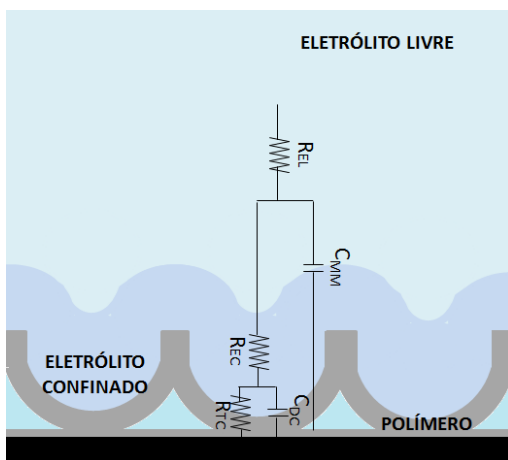 ELETRÓLITO LIVRE
REL
CMM
REC
ELETRÓLITO
CONFINADO
RTC
CDC
POLÍMERO